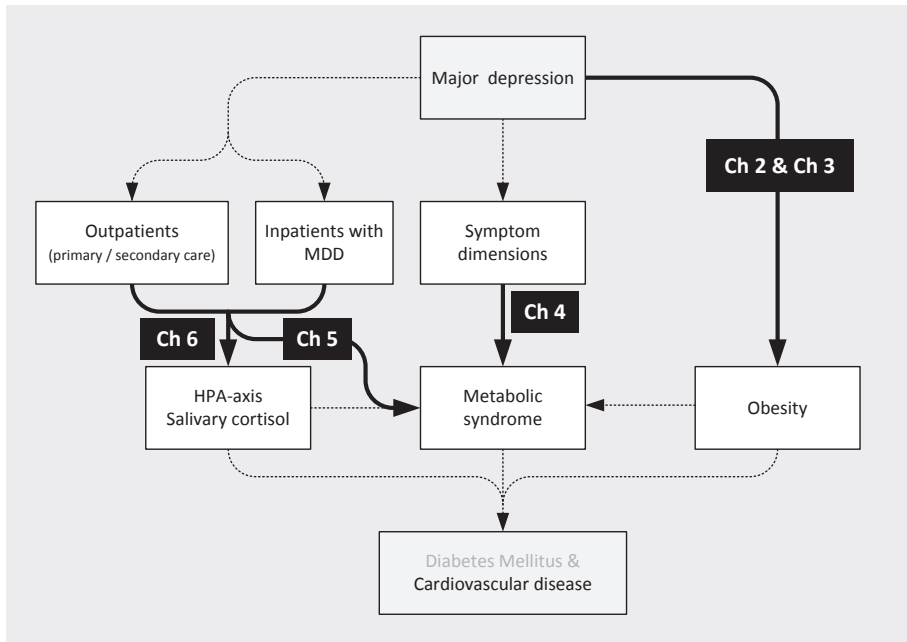 Major depression
Ch 2 & Ch 3
Outpatients
(primary / secondary care)
Inpatients with
MDD
Symptom
dimensions
Ch 6
Ch 5
Ch 4
HPA-axis
Salivary cortisol
Metabolic
syndrome
Obesity
Diabetes Mellitus &
Cardiovascular disease